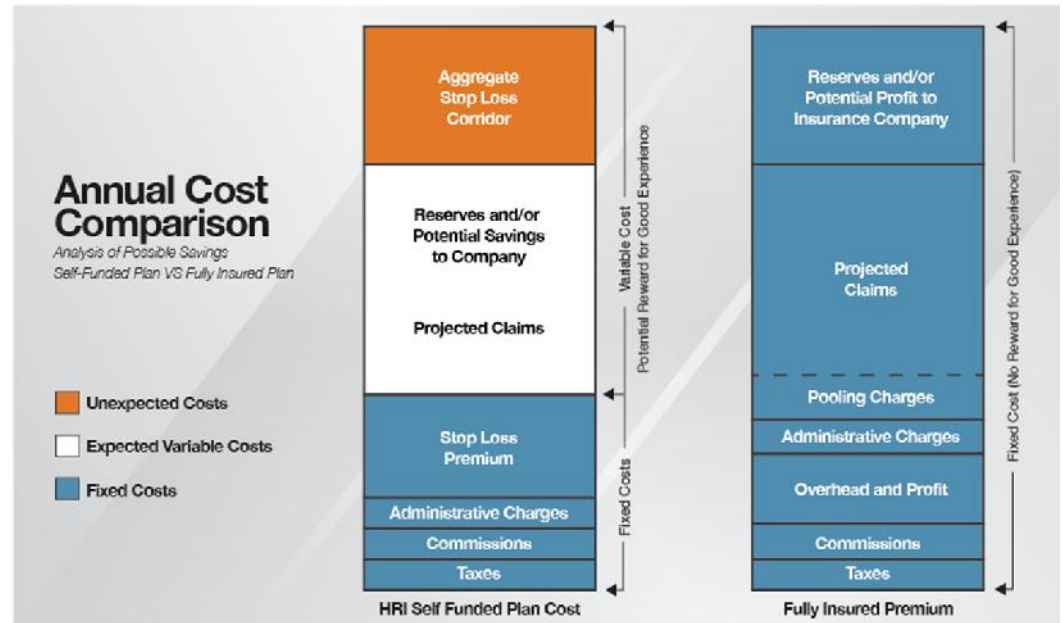 Annual Cost
Comparison
Analysis of Possible Savings
Self-Funded Plan VS Fully Insured Plan
Unexpected Costs
Expected Variable Costs
Fixed Costs
Aggregate
Stop Loss
Corridor
Reserves and/or
Potential Savings
to Company
Projected Claims
Stop Loss
Premium
Administrative Charges
Commissions
Taxes
HRI Self Funded Plan Cost
Variable Cost
Potential Reward for Good Experience
Fixed Costs
Reserves and/or
Potential Profit to
Insurance Company
Projected
Claims
Pooling Charges
Administrative Charges
Overhead and Profit
Commissions
Taxes
Fully Insured Premium
Fixed Cost (No Reward for Good Experience)